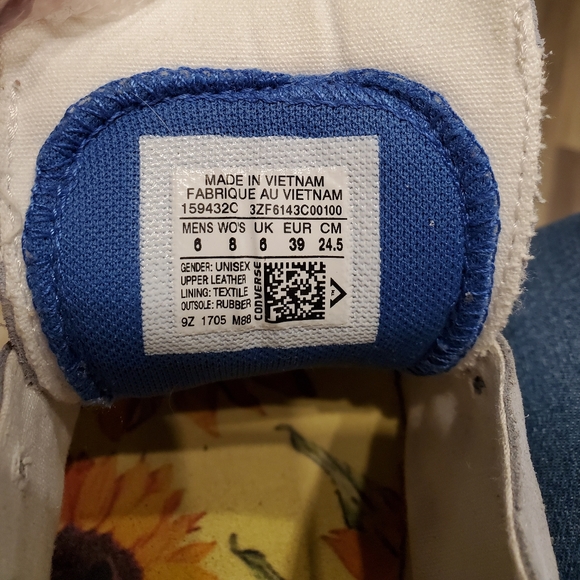 MADE IN VIETNAM
FABRIQUE AU VIETNAM
159432C 3ZF6143C00100
MENS WO'S UK EUR CM
6 8 6 39 24.5
GENDER: UNISEX
UPPER LEATHER
LINING: TEXTILE
OUTSOLE: RUBBER
9Z 1705 M88
CONVERSE